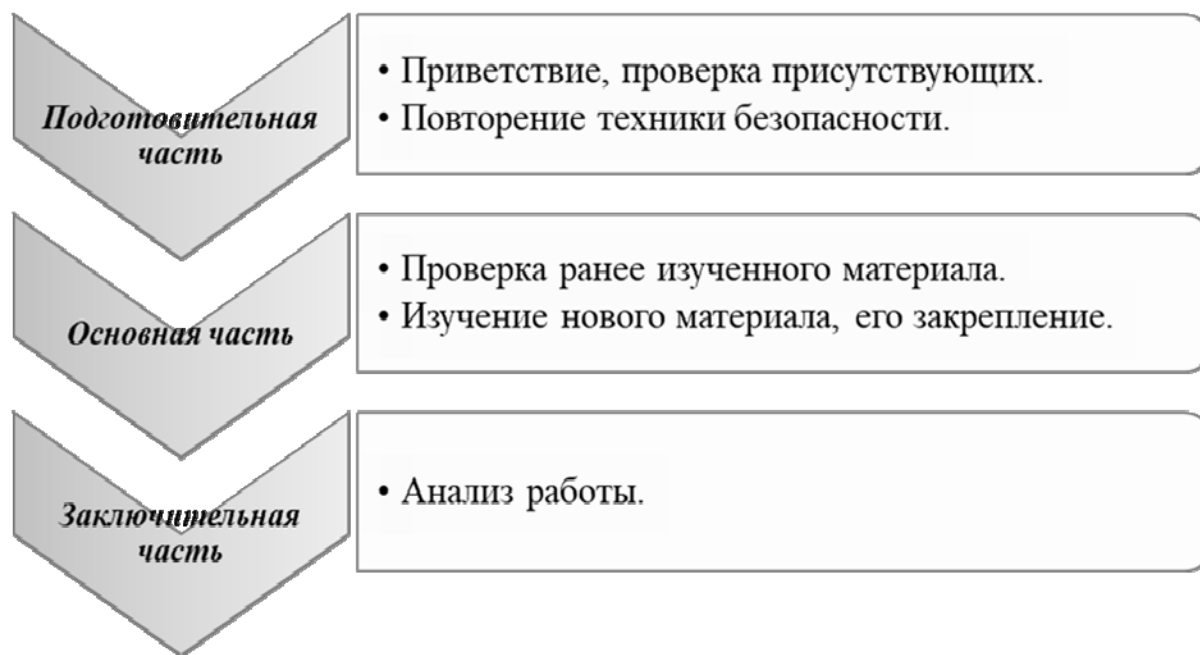 Подготовительная
часть
• Приветствие, проверка присутствующих.
• Повторение техники безопасности.
Основная часть
• Проверка ранее изученного материала.
• Изучение нового материала, его закрепление.
Заключительная
часть
• Анализ работы.